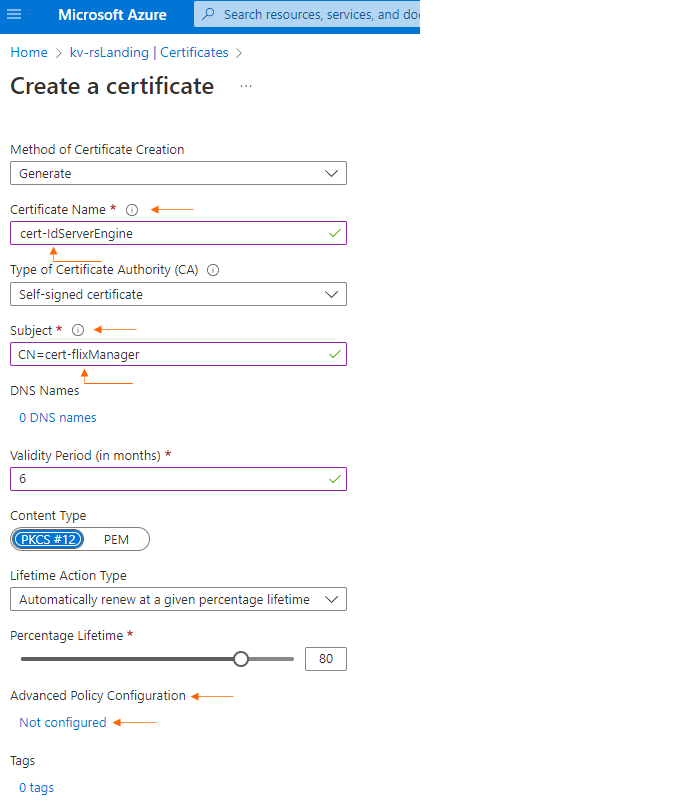 Microsoft Azure
Search resources, services, and do
Home > kv-rsLanding | Certificates >
Create a certificate ...
Method of Certificate Creation
Generate
Certificate Name *
cert-IdServerEngine
Type of Certificate Authority (CA)
Self-signed certificate
Subject *
CN=cert-flixManager
DNS Names
0 DNS names
Validity Period (in months) *
6
Content Type
PKCS #12 PEM
Lifetime Action Type
Automatically renew at a given percentage lifetime
Percentage Lifetime *
80
Advanced Policy Configuration
Not configured
Tags
0 tags